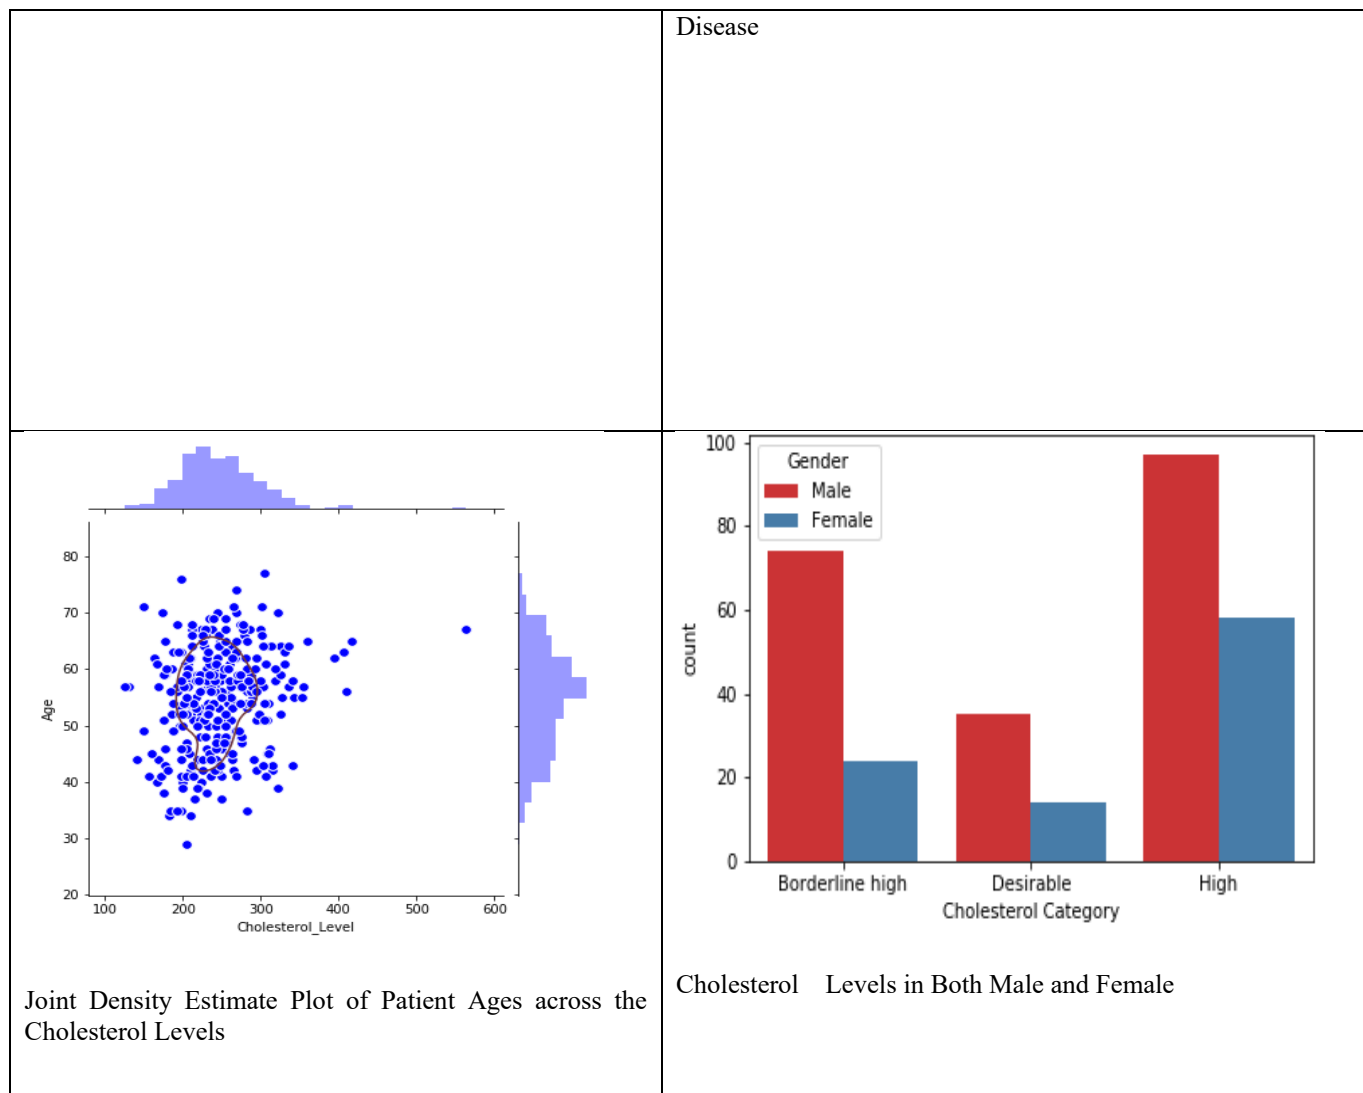 Disease
80
70
60
50
40
30
20
Age
100 200 300 400 500 600
Cholesterol_Level
Joint Density Estimate Plot of Patient Ages across the
Cholesterol Levels
100
80
60
40
20
0
count
Gender
Male
Female
Borderline high Desirable High
Cholesterol Category
Cholesterol Levels in Both Male and Female